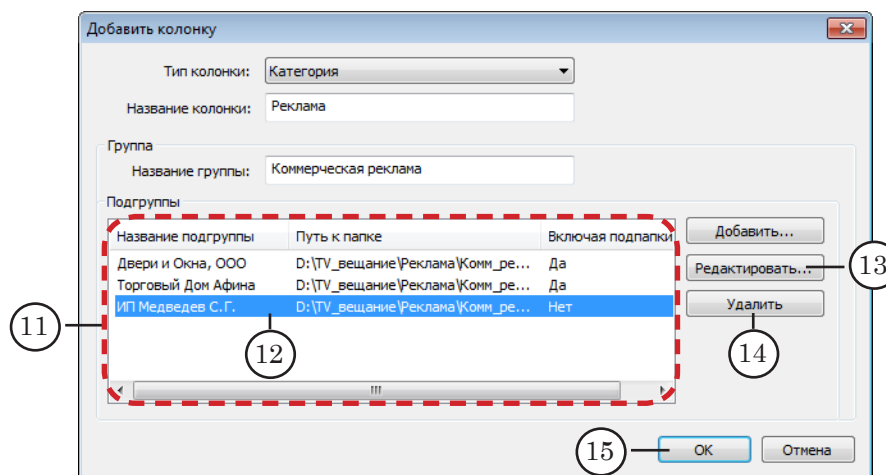 Добавить колонку
Тип колонки: Категория
Название колонки: Реклама
Группа
Название группы: Коммерческая реклама
Подгруппы
Название подгруппы Путь к папке Включая подпапки
Добавить...
Двери и Окна, ООО D:\TV_вещание\Реклама\Комм_ре... Да
Редактировать... 13
Торговый Дом Афина D:\TV_вещание\Реклама\Комм_ре... Да
ИП Медведев С.Г. D:\TV_вещание\Реклама\Комм_ре... Нет
Удалить
11
12
14
15
OK Отмена